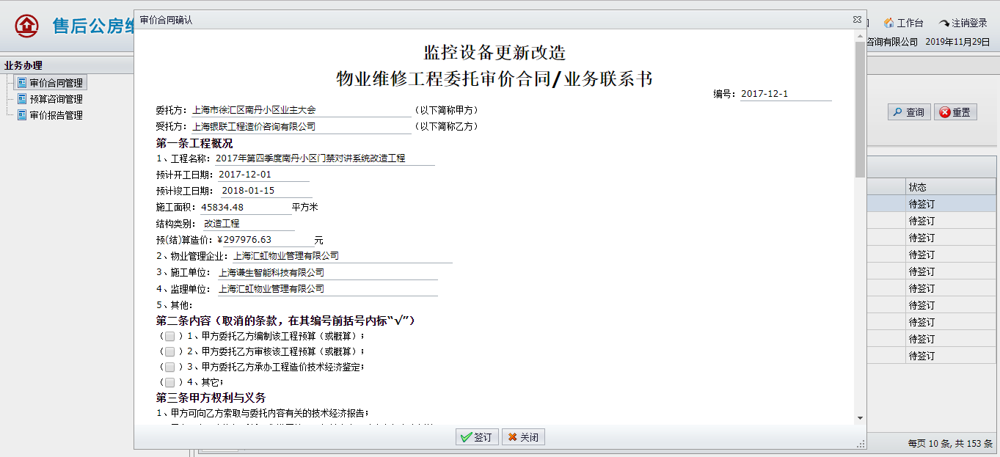 售后公房维
工作台
注销登录
咨询有限公司 2019年11月29日
业务办理
审价合同管理
预算咨询管理
审价报告管理
审价合同确认
监控设备更新改造
物业维修工程委托审价合同/业务联系书
编号: 2017-12-1
委托方: 上海市徐汇区南丹小区业主大会 (以下简称甲方)
受托方: 上海银联工程造价咨询有限公司 (以下简称乙方)
第一条工程概况
1、工程名称: 2017年第四季度南丹小区门禁对讲系统改造工程
预计开工日期: 2017-12-01
预计竣工日期: 2018-01-15
施工面积: 45834.48 平方米
结构类别: 改造工程
预(结)算造价: ¥297976.63 元
2、物业管理企业: 上海汇虹物业管理有限公司
3、施工单位: 上海谦生智能科技有限公司
4、监理单位: 上海汇虹物业管理有限公司
5、其他:
第二条内容(取消的条款，在其编号前括号内标“√”)
( )1、甲方委托乙方编制该工程预算(或概算);
( )2、甲方委托乙方审核该工程预算(或概算);
( )3、甲方委托乙方承办工程造价技术经济鉴定;
( )4、其它;
第三条甲方权利与义务
1、甲方可向乙方索取与委托内容有关的技术经济报告;
签订
关闭
查询
重置
状态
待签订
待签订
待签订
待签订
待签订
待签订
待签订
待签订
待签订
待签订
每页 10 条, 共 153 条